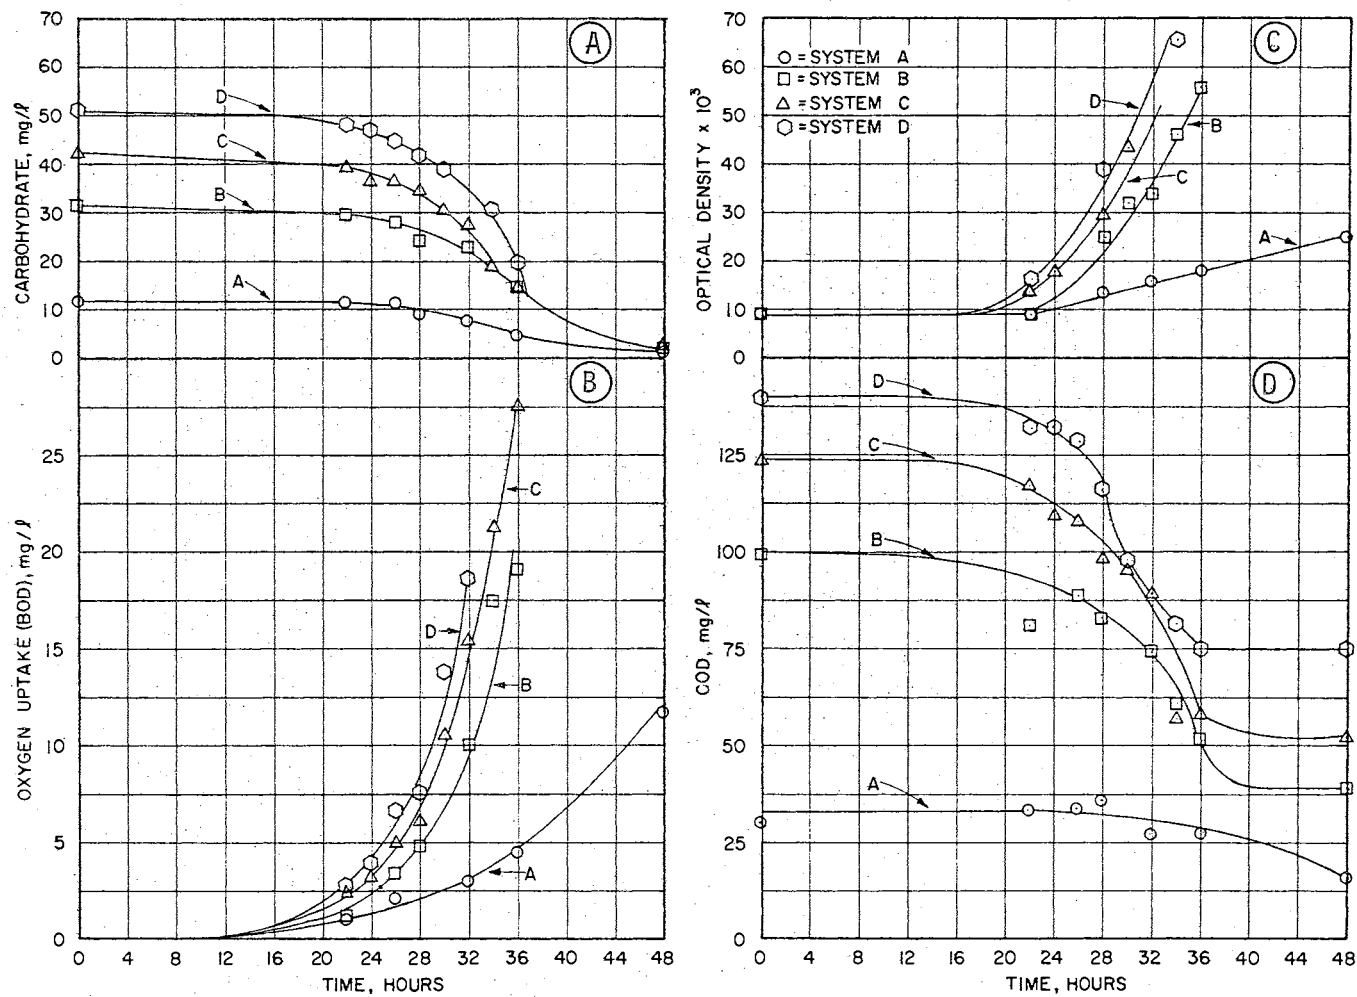 A
CARBOHYDRATE, mg/ℓ
70
60
50
40
30
20
10
0
D
C
B
A
B
OXYGEN UPTAKE (BOD), mg/ℓ
25
20
15
10
5
0
D
C
B
A
0 4 8 12 16 20 24 28 32 36 40 44 48
TIME, HOURS
C
OPTICAL DENSITY × 10³
70
60
50
40
30
20
10
0
○ = SYSTEM A
□ = SYSTEM B
△ = SYSTEM C
⬡ = SYSTEM D
D
B
C
A
D
COD, mg/ℓ
125
100
75
50
25
0
D
C
B
A
0 4 8 12 16 20 24 28 32 36 40 44 48
TIME, HOURS